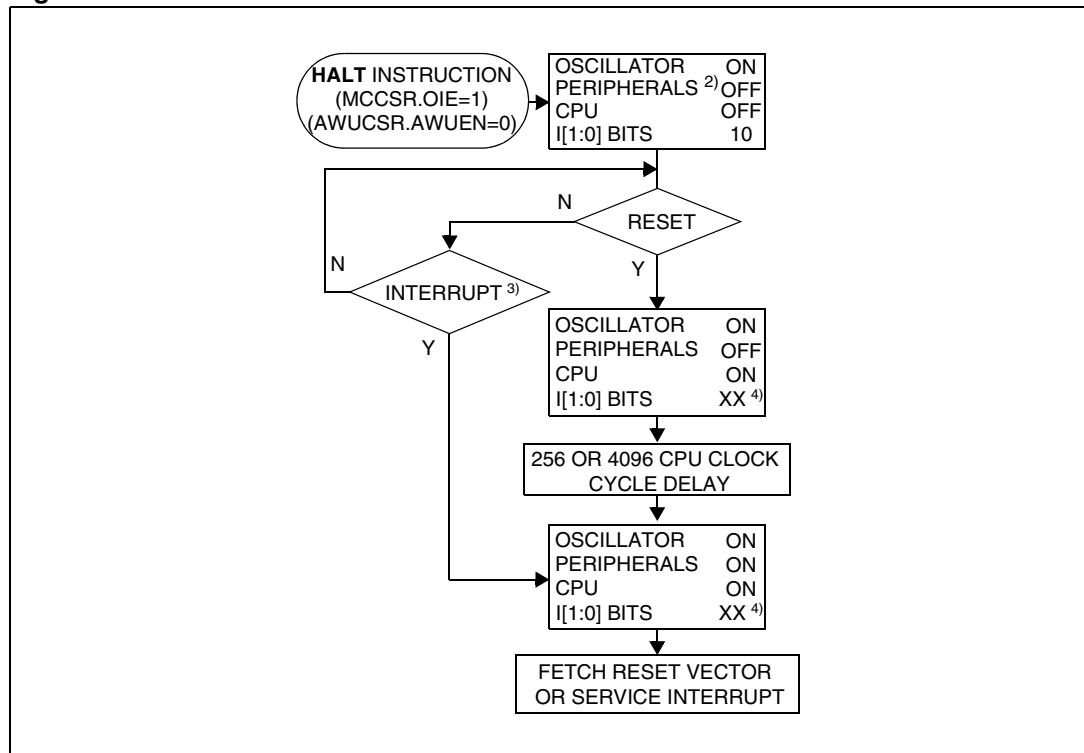 HALT INSTRUCTION
(MCCSR.OIE=1)
(AWUCSR.AWUEN=0)
OSCILLATOR ON
PERIPHERALS 2) OFF
CPU OFF
I[1:0] BITS 10
N
RESET
N
Y
INTERRUPT 3)
Y
OSCILLATOR ON
PERIPHERALS OFF
CPU ON
I[1:0] BITS XX 4)
256 OR 4096 CPU CLOCK
CYCLE DELAY
OSCILLATOR ON
PERIPHERALS ON
CPU ON
I[1:0] BITS XX 4)
FETCH RESET VECTOR
OR SERVICE INTERRUPT